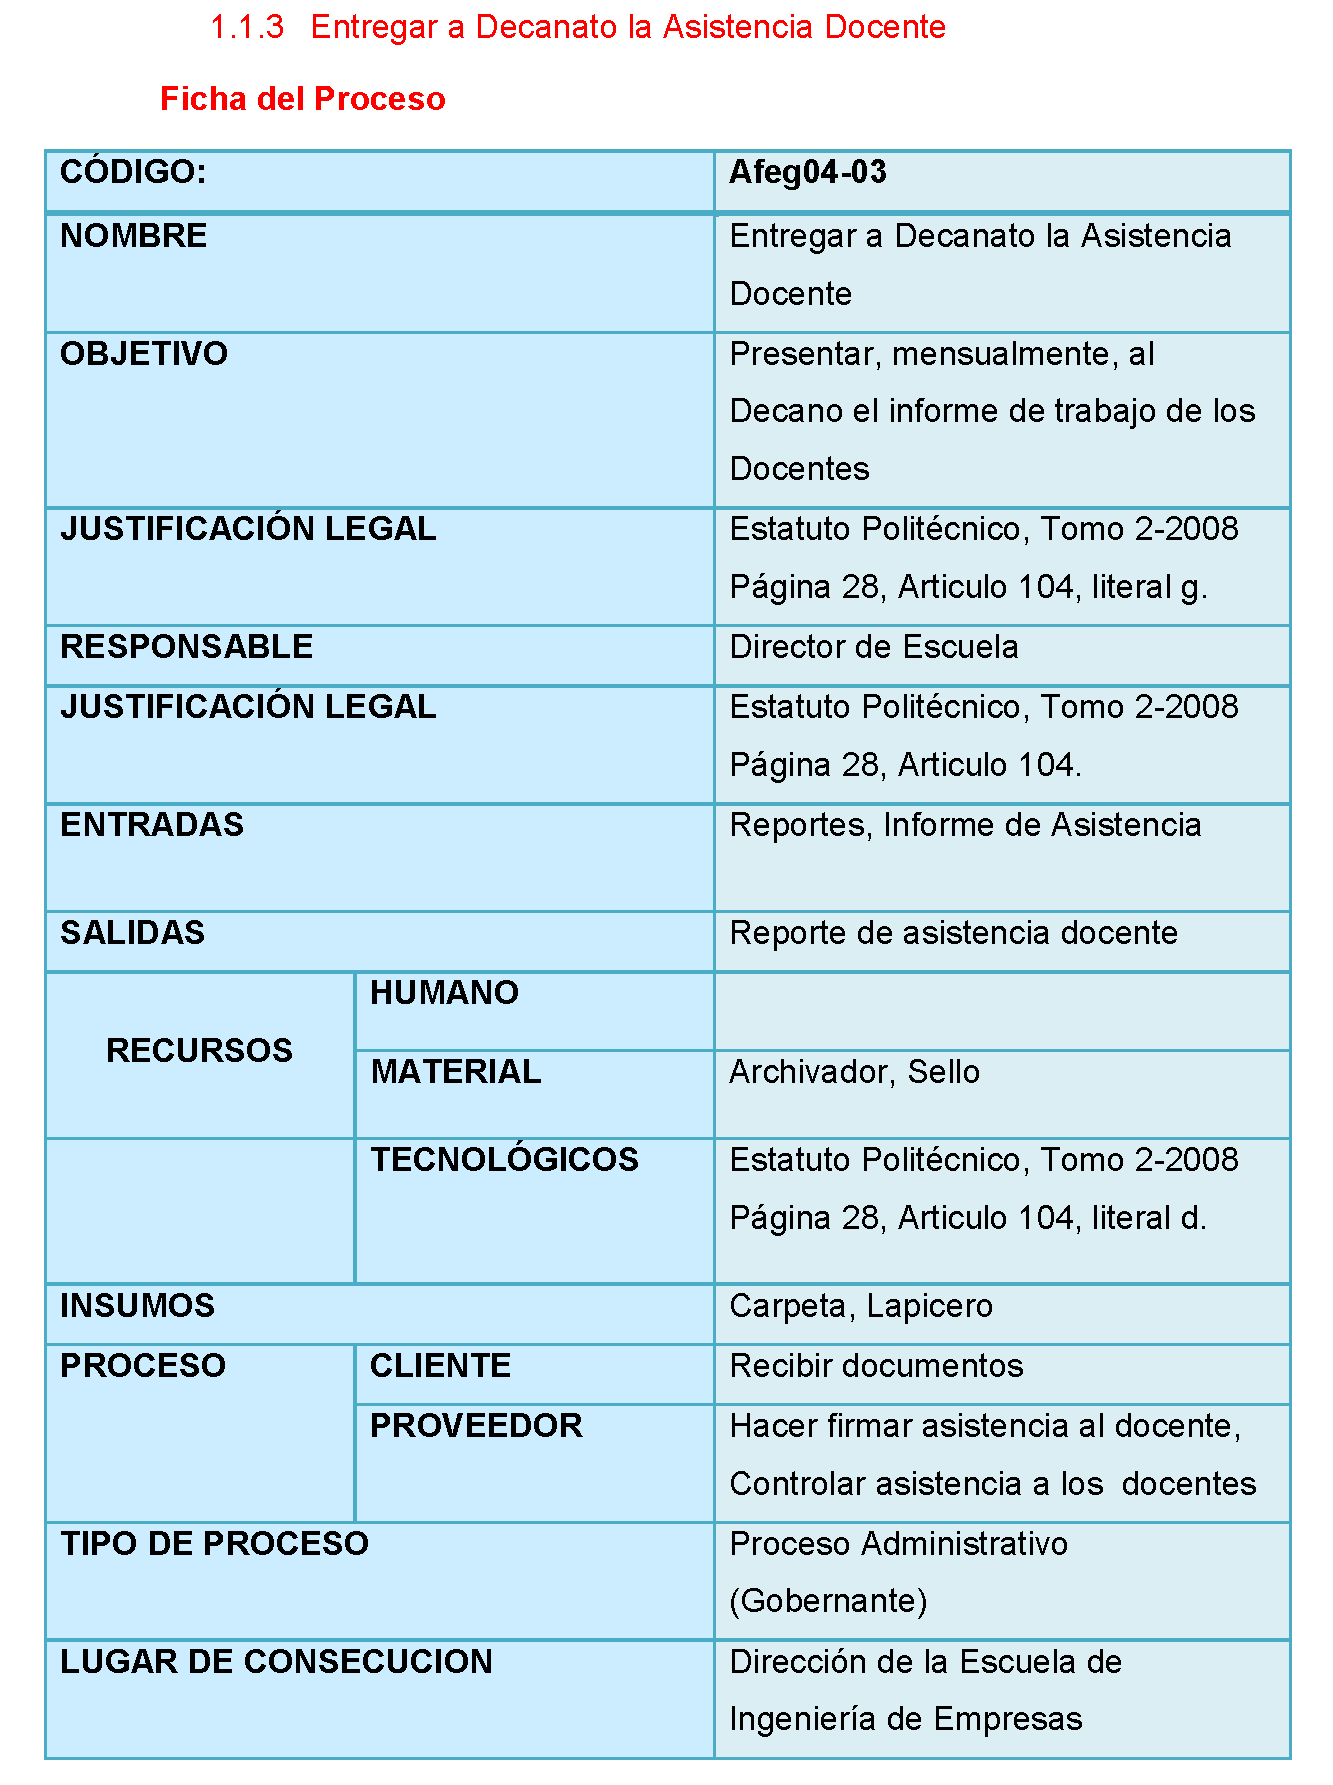 1.1.3 Entregar a Decanato la Asistencia Docente
Ficha del Proceso
CÓDIGO: Afeg04-03
NOMBRE Entregar a Decanato la Asistencia
Docente
OBJETIVO Presentar, mensualmente, al
Decano el informe de trabajo de los
Docentes
JUSTIFICACIÓN LEGAL Estatuto Politécnico, Tomo 2-2008
Página 28, Articulo 104, literal g.
RESPONSABLE Director de Escuela
JUSTIFICACIÓN LEGAL Estatuto Politécnico, Tomo 2-2008
Página 28, Articulo 104.
ENTRADAS Reportes, Informe de Asistencia
SALIDAS Reporte de asistencia docente
RECURSOS
HUMANO
MATERIAL Archivador, Sello
TECNOLÓGICOS Estatuto Politécnico, Tomo 2-2008
Página 28, Articulo 104, literal d.
INSUMOS Carpeta, Lapicero
PROCESO CLIENTE Recibir documentos
PROVEEDOR Hacer firmar asistencia al docente,
Controlar asistencia a los  docentes
TIPO DE PROCESO Proceso Administrativo
(Gobernante)
LUGAR DE CONSECUCION Dirección de la Escuela de
Ingeniería de Empresas